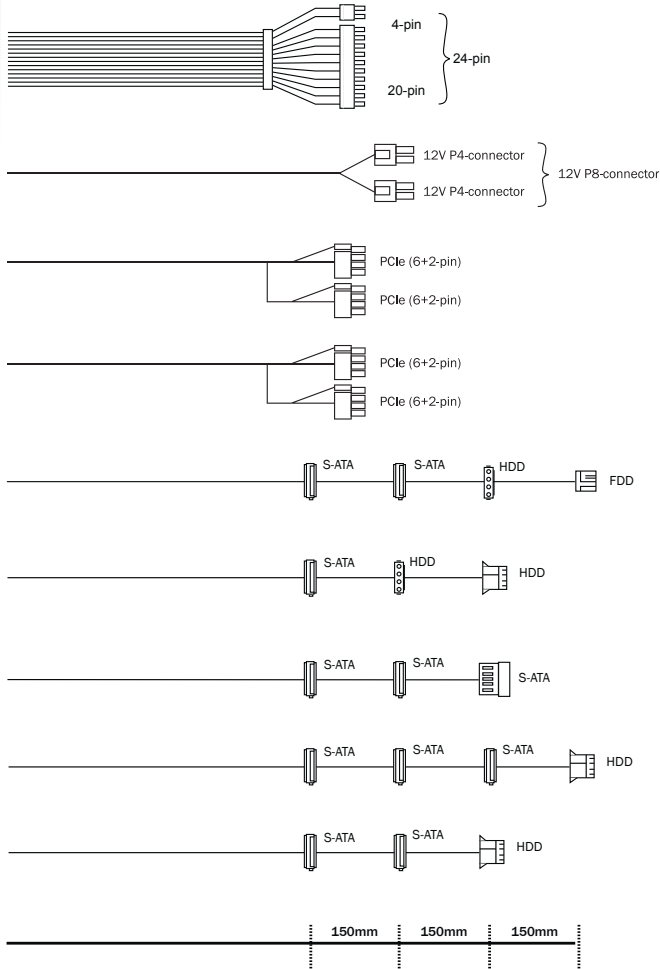 4-pin
24-pin
20-pin
12V P4-connector
12V P8-connector
12V P4-connector
PCIe (6+2-pin)
PCIe (6+2-pin)
PCIe (6+2-pin)
PCIe (6+2-pin)
S-ATA S-ATA HDD FDD
S-ATA HDD HDD
S-ATA S-ATA S-ATA
S-ATA S-ATA S-ATA HDD
S-ATA S-ATA HDD
150mm 150mm 150mm